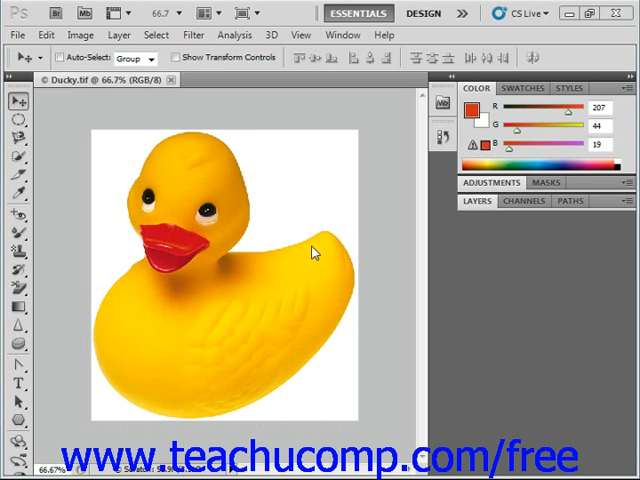 Ps Br Mb 66.7 ESSENTIALS DESIGN CS Live
File Edit Image Layer Select Filter Analysis 3D View Window Help
Auto-Select: Group Show Transform Controls
© Ducky.tif @ 66.7% (RGB/8)
COLOR SWATCHES STYLES
Mb
R 207
G 44
B 19
ADJUSTMENTS MASKS
LAYERS CHANNELS PATHS
T
www.teachucomp.com/free
66.67%